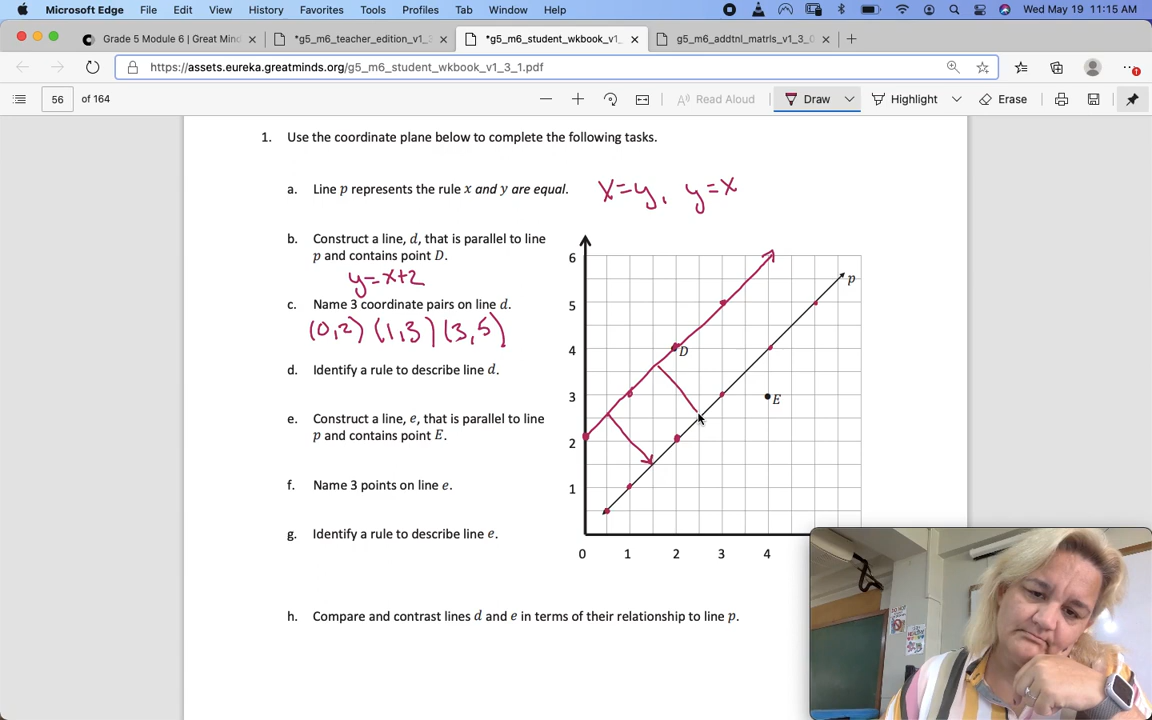 Microsoft Edge File Edit View History Favorites Tools Profiles Tab Window Help Wed May 19 11:15 AM
Grade 5 Module 6 | Great Mind *g5_m6_teacher_edition_v1_ *g5_m6_student_wkbook_v1_ g5_m6_addtnl_matrls_v1_3_0
https://assets.eureka.greatminds.org/g5_m6_student_wkbook_v1_3_1.pdf
56 of 164 Read Aloud Draw Highlight Erase
1. Use the coordinate plane below to complete the following tasks.
a. Line p represents the rule x and y are equal. x=y, y=x
b. Construct a line, d, that is parallel to line
p and contains point D.
y=x+2
c. Name 3 coordinate pairs on line d.
(0,2) (1,3) (3,5)
d. Identify a rule to describe line d.
e. Construct a line, e, that is parallel to line
p and contains point E.
f. Name 3 points on line e.
g. Identify a rule to describe line e.
h. Compare and contrast lines d and e in terms of their relationship to line p.
6
5
4
3
2
1
0 1 2 3 4
p
D
E